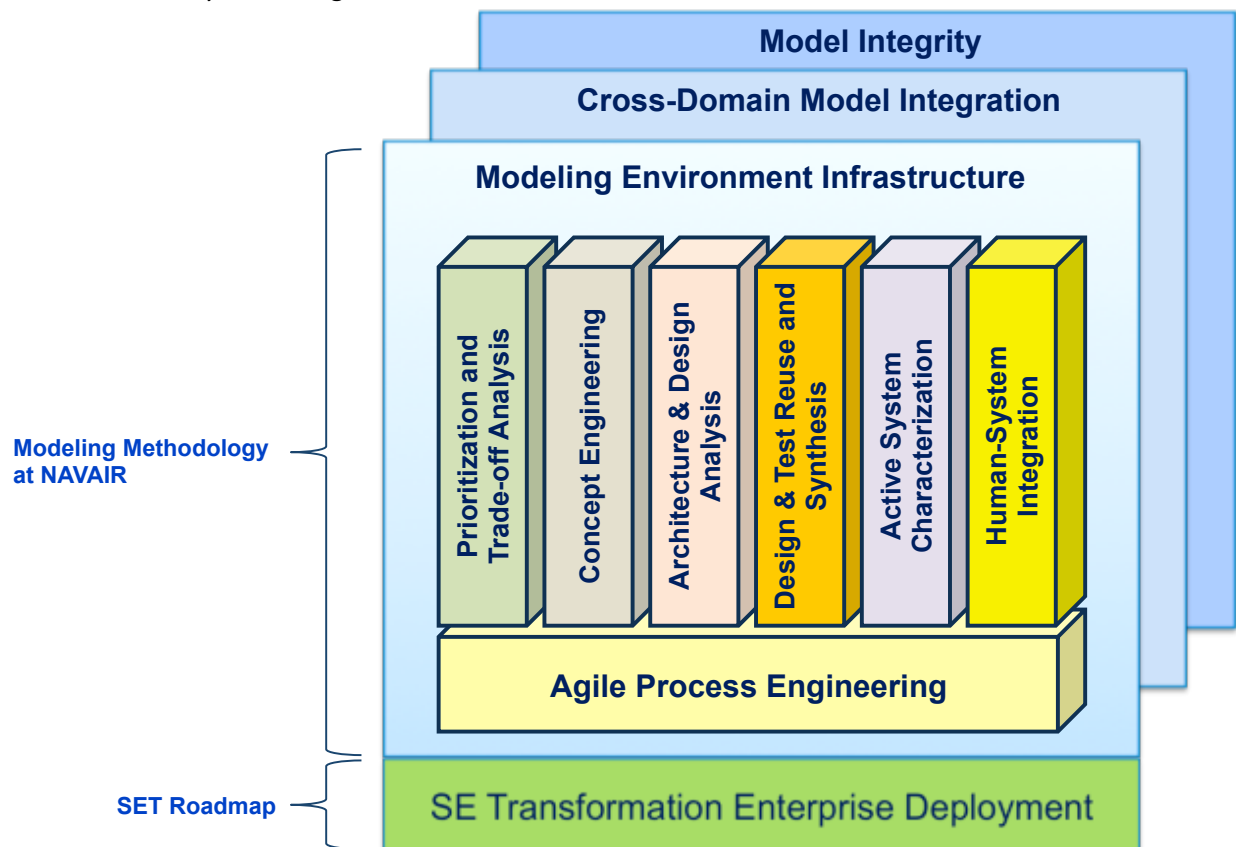 Model Integrity
Cross-Domain Model Integration
Modeling Environment Infrastructure
Prioritization and
Trade-off Analysis
Concept Engineering
Architecture & Design
Analysis
Design & Test Reuse and
Synthesis
Active System
Characterization
Human-System
Integration
Modeling Methodology
at NAVAIR
Agile Process Engineering
SET Roadmap
SE Transformation Enterprise Deployment